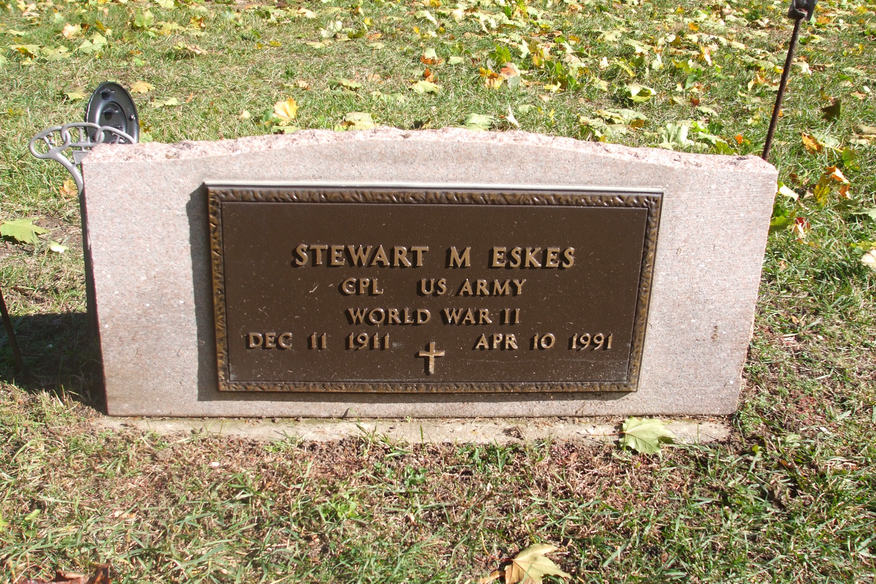 STEWART M ESKES
CPL US ARMY
WORLD WAR II
DEC 11 1911 APR 10 1991